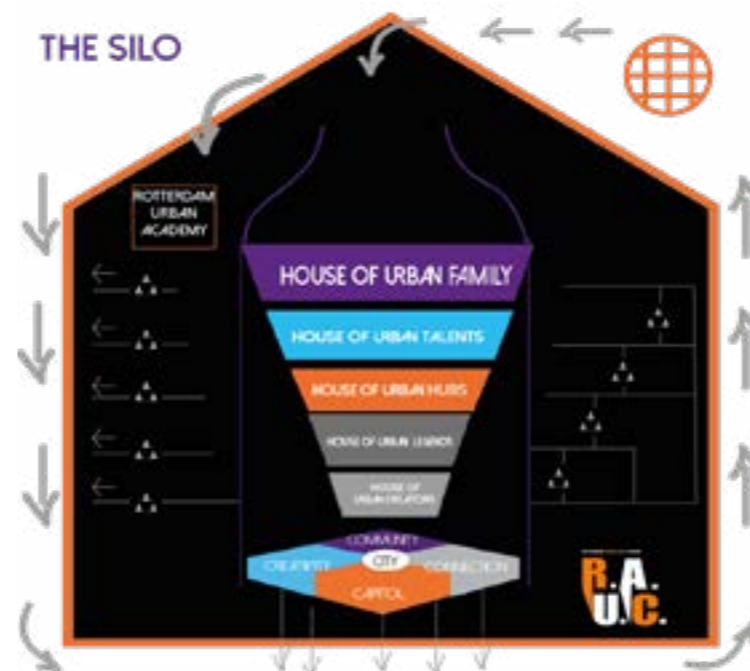 THE SILO
ROTTERDAM
URBAN
ACADEMY
HOUSE OF URBAN FAMILY
HOUSE OF URBAN TALENTS
HOUSE OF URBAN HUBS
HOUSE OF URBAN LEGENDS
HOUSE OF
URBAN CREATORS
COMMUNITY
CREATIVITY
CITY
CONNECTION
CAPITOL
R.A.
U.C.